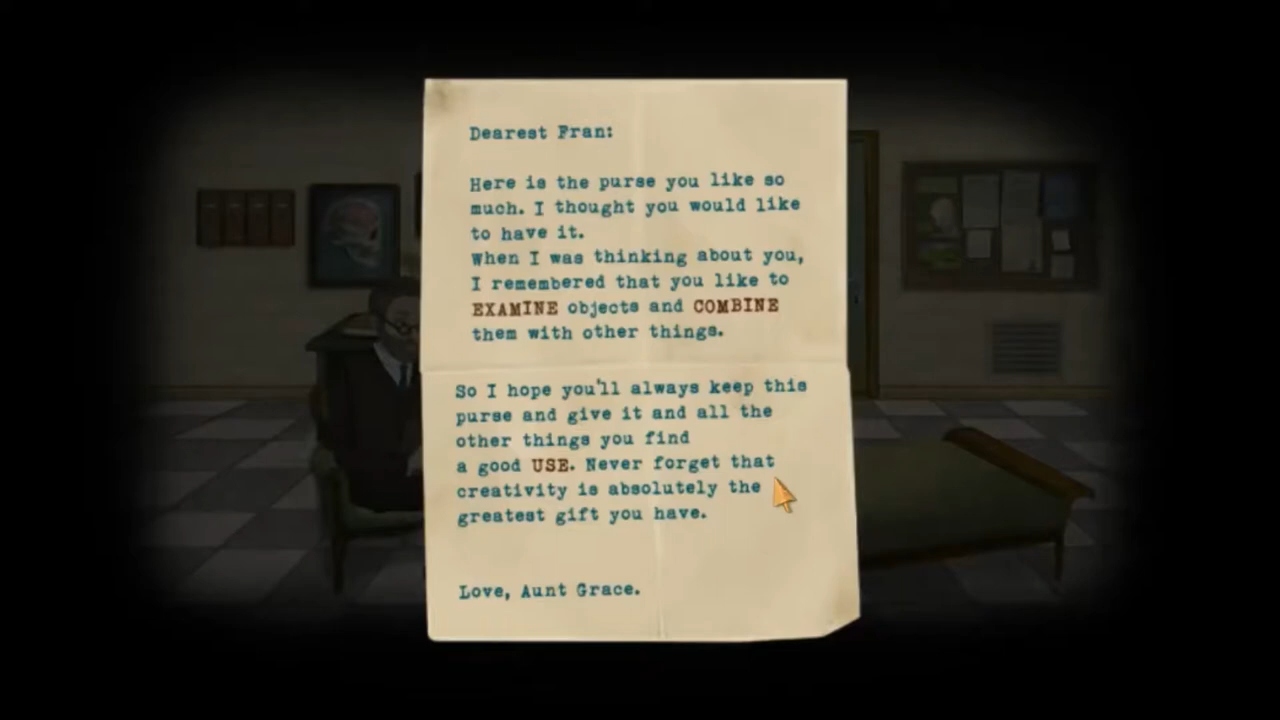 Dearest Fran:
Here is the purse you like so
much. I thought you would like
to have it.
When I was thinking about you,
I remembered that you like to
EXAMINE objects and COMBINE
them with other things.
So I hope you'll always keep this
purse and give it and all the
other things you find
a good USE. Never forget that
creativity is absolutely the
greatest gift you have.
Love, Aunt Grace.